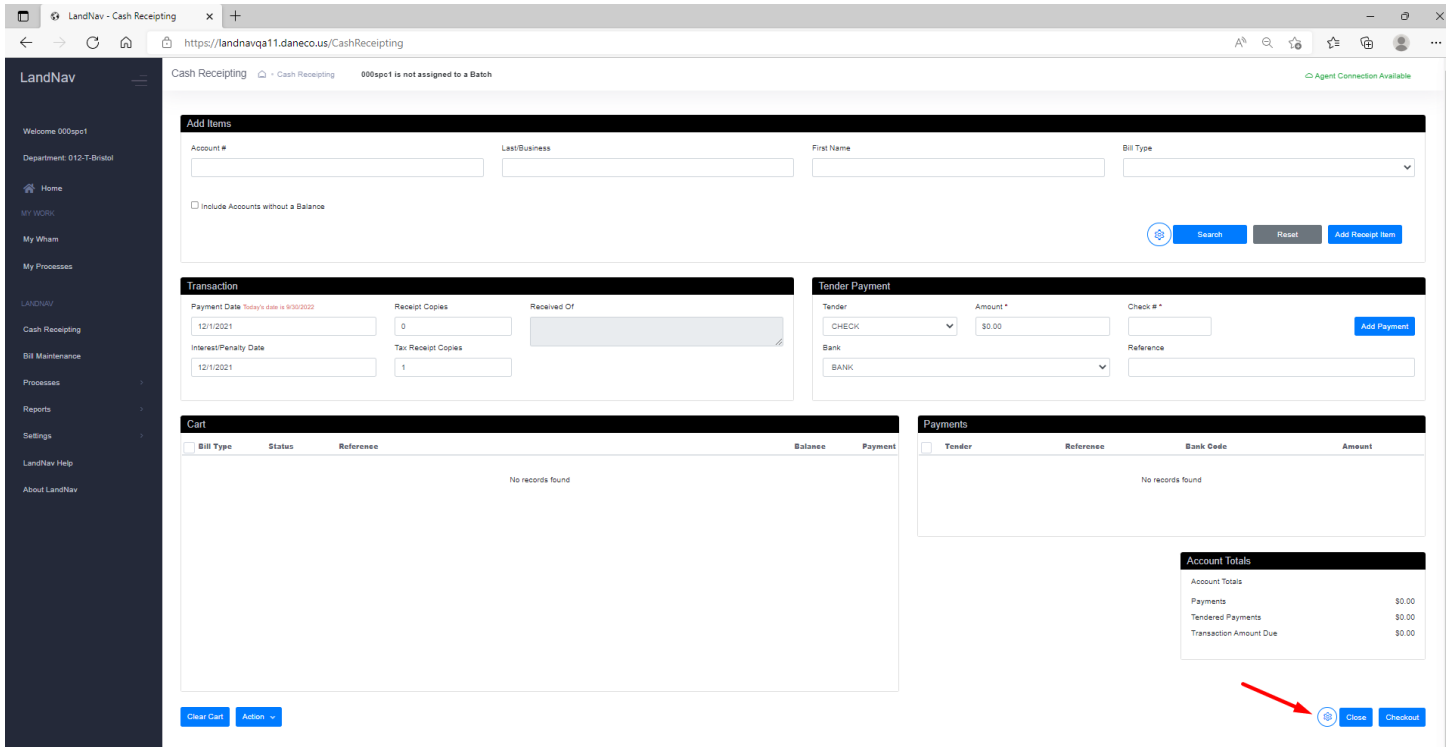 LandNav - Cash Receipting
https://landnavqa11.daneco.us/CashReceipting
LandNav
Cash Receipting - Cash Receipting 000spc1 is not assigned to a Batch
Agent Connection Available
Welcome 000spc1
Department: 012-T-Bristol
Home
MY WORK
My Wham
My Processes
LANDNAV
Cash Receipting
Bill Maintenance
Processes
Reports
Settings
LandNav Help
About LandNav
Add Items
Account # Last/Business First Name Bill Type
Include Accounts without a Balance
Search Reset Add Receipt Item
Transaction
Payment Date Today's date is 9/30/2022 Receipt Copies Received Of
12/1/2021 0
Interest/Penalty Date Tax Receipt Copies
12/1/2021 1
Tender Payment
Tender Amount * Check # *
CHECK $0.00 Add Payment
Bank Reference
BANK
Cart
Bill Type Status Reference Balance Payment
No records found
Payments
Tender Reference Bank Code Amount
No records found
Account Totals
Account Totals
Payments $0.00
Tendered Payments $0.00
Transaction Amount Due $0.00
Clear Cart Action
Close Checkout